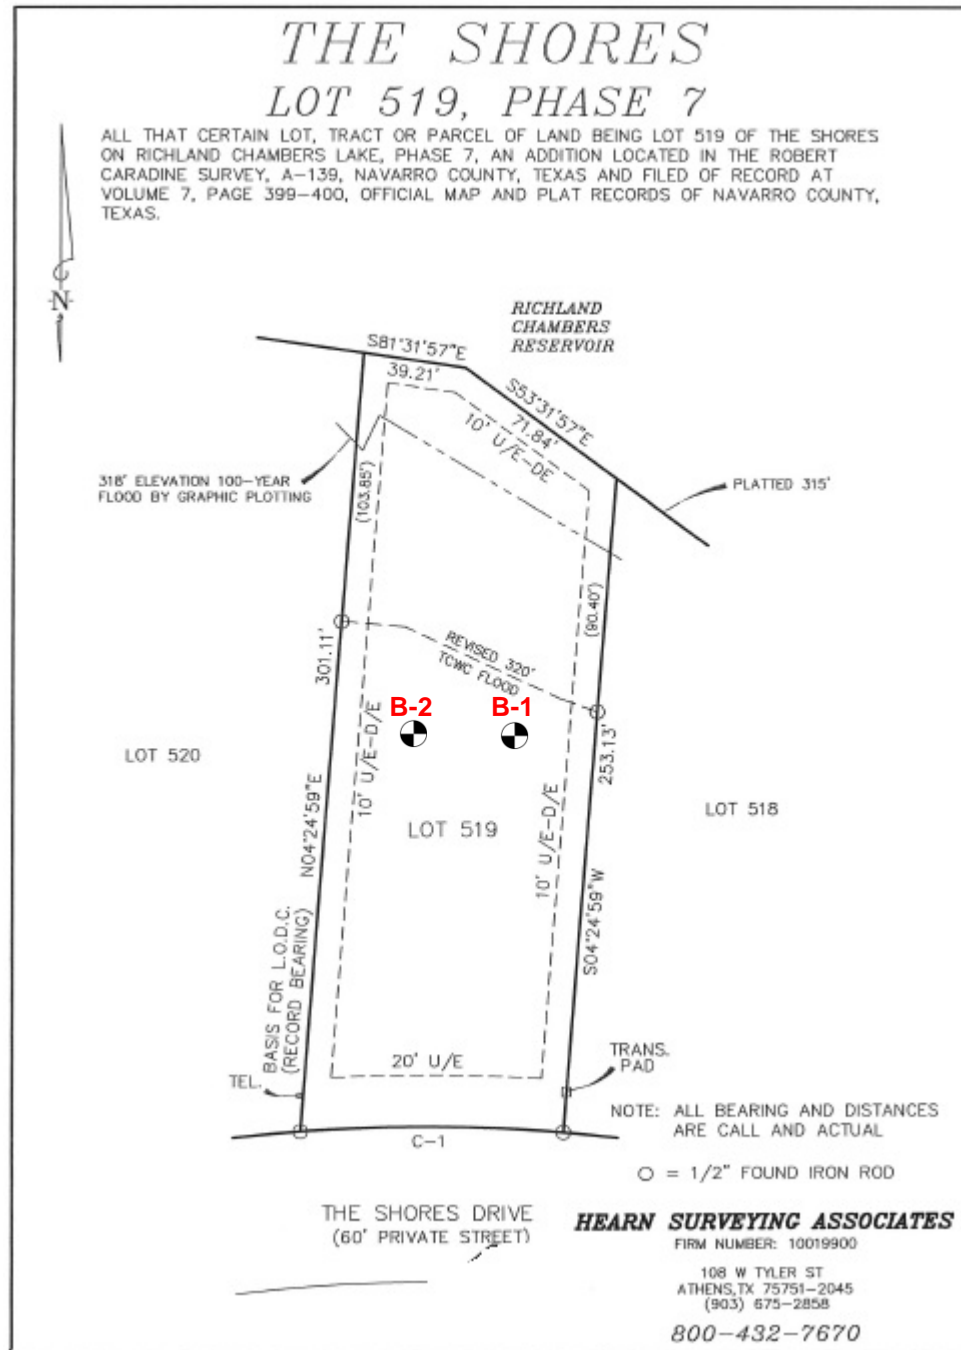 THE SHORES
LOT 519, PHASE 7
ALL THAT CERTAIN LOT, TRACT OR PARCEL OF LAND BEING LOT 519 OF THE SHORES
ON RICHLAND CHAMBERS LAKE, PHASE 7, AN ADDITION LOCATED IN THE ROBERT
CARADINE SURVEY, A-139, NAVARRO COUNTY, TEXAS AND FILED OF RECORD AT
VOLUME 7, PAGE 399-400, OFFICIAL MAP AND PLAT RECORDS OF NAVARRO COUNTY,
TEXAS.
N
RICHLAND
CHAMBERS
RESERVOIR
S81°31'57"E
39.21'
S53°31'57"E
71.84'
10' U/E-DE
318' ELEVATION 100-YEAR
FLOOD BY GRAPHIC PLOTTING
(103.85')
PLATTED 315'
(90.40')
301.11'
REVISED 320'
TCWC FLOOD
B-2
B-1
253.13'
LOT 520
10' U/E-D/E
LOT 519
LOT 518
N04°24'59"E
10' U/E-D/E
S04°24'59"W
BASIS FOR L.O.D.C.
(RECORD BEARING)
20' U/E
TEL.
TRANS.
PAD
C-1
NOTE: ALL BEARING AND DISTANCES
ARE CALL AND ACTUAL
O = 1/2" FOUND IRON ROD
THE SHORES DRIVE
(60' PRIVATE STREET)
HEARN SURVEYING ASSOCIATES
FIRM NUMBER: 10019900
108 W TYLER ST
ATHENS,TX 75751-2045
(903) 675-2858
800-432-7670